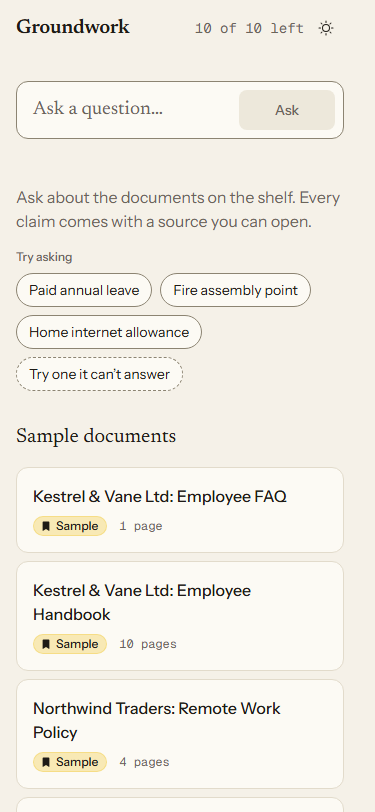 Groundwork
10 of 10 left
Ask a question...
Ask
Ask about the documents on the shelf. Every
claim comes with a source you can open.
Try asking
Paid annual leave
Fire assembly point
Home internet allowance
Try one it can't answer
Sample documents
Kestrel & Vane Ltd: Employee FAQ
Sample
1 page
Kestrel & Vane Ltd: Employee
Handbook
Sample
10 pages
Northwind Traders: Remote Work
Policy
Sample
4 pages